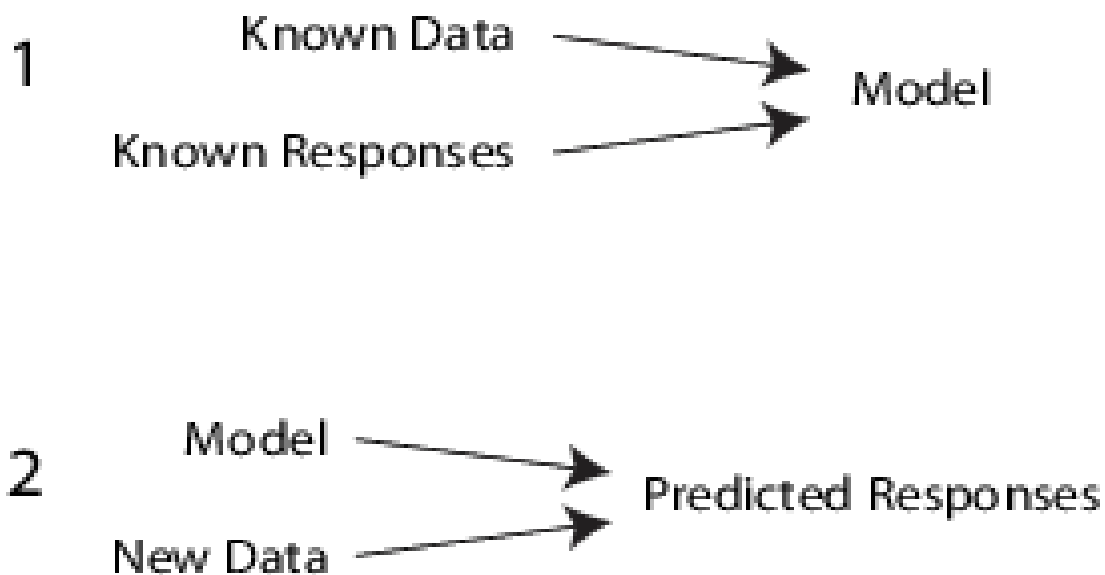 1
Known Data
Model
Known Responses
2
Model
Predicted Responses
New Data